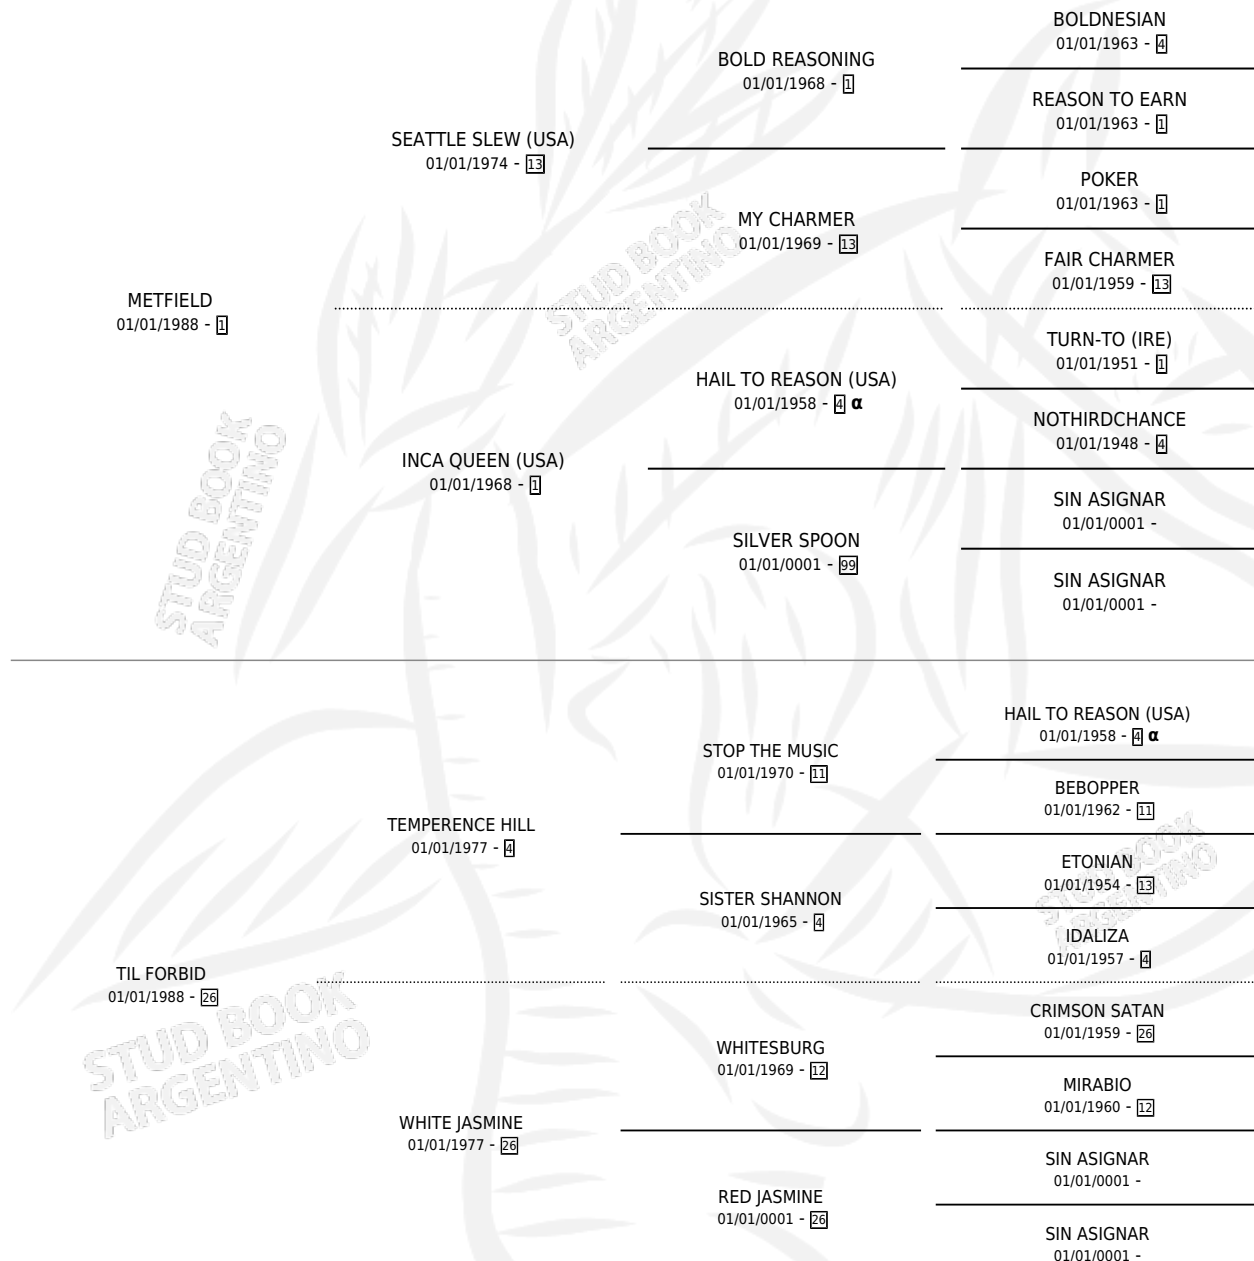 BOLDNESIAN
01/01/1963 - 4
BOLD REASONING
01/01/1968 - 1
REASON TO EARN
01/01/1963 - 1
SEATTLE SLEW (USA)
01/01/1974 - 13
POKER
01/01/1963 - 1
MY CHARMER
01/01/1969 - 13
FAIR CHARMER
01/01/1959 - 13
STUD BOOK
ARGENTINO
METFIELD
01/01/1988 - 1
TURN-TO (IRE)
01/01/1951 - 1
HAIL TO REASON (USA)
01/01/1958 - 4 α
NOTHIRDCHANCE
01/01/1948 - 4
INCA QUEEN (USA)
01/01/1968 - 1
SIN ASIGNAR
01/01/0001 -
SILVER SPOON
01/01/0001 - 99
SIN ASIGNAR
01/01/0001 -
STUD BOOK
ARGENTINO
HAIL TO REASON (USA)
01/01/1958 - 4 α
STOP THE MUSIC
01/01/1970 - 11
BEBOPPER
01/01/1962 - 11
TEMPERENCE HILL
01/01/1977 - 4
ETONIAN
01/01/1954 - 13
SISTER SHANNON
01/01/1965 - 4
IDALIZA
01/01/1957 - 4
STUD BOOK
ARGENTINO
TIL FORBID
01/01/1988 - 26
CRIMSON SATAN
01/01/1959 - 26
WHITESBURG
01/01/1969 - 12
MIRABIO
01/01/1960 - 12
STUD BOOK
ARGENTINO
WHITE JASMINE
01/01/1977 - 26
SIN ASIGNAR
01/01/0001 -
RED JASMINE
01/01/0001 - 26
SIN ASIGNAR
01/01/0001 -